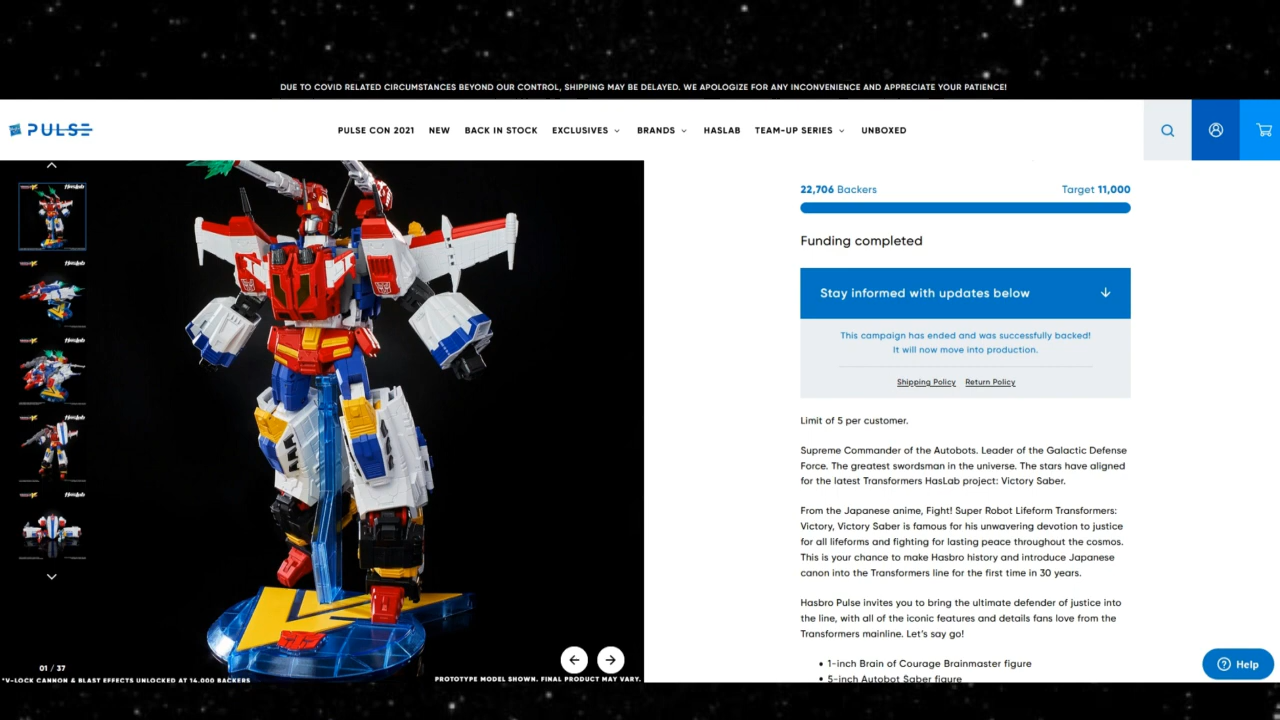 DUE TO COVID RELATED CIRCUMSTANCES BEYOND OUR CONTROL, SHIPPING MAY BE DELAYED. WE APOLOGIZE FOR ANY INCONVENIENCE AND APPRECIATE YOUR PATIENCE!
PULSE
PULSE CON 2021 NEW BACK IN STOCK EXCLUSIVES BRANDS HASLAB TEAM-UP SERIES UNBOXED
HasLab
HasLab
HasLab
HasLab
HasLab
01 / 37
*V-LOCK CANNON & BLAST EFFECTS UNLOCKED AT 14,000 BACKERS
PROTOTYPE MODEL SHOWN. FINAL PRODUCT MAY VARY.
22,706 Backers
Target 11,000
Funding completed
Stay informed with updates below
This campaign has ended and was successfully backed!
It will now move into production.
Shipping Policy Return Policy
Limit of 5 per customer.
Supreme Commander of the Autobots. Leader of the Galactic Defense
Force. The greatest swordsman in the universe. The stars have aligned
for the latest Transformers HasLab project: Victory Saber.
From the Japanese anime, Fight! Super Robot Lifeform Transformers:
Victory, Victory Saber is famous for his unwavering devotion to justice
for all lifeforms and fighting for lasting peace throughout the cosmos.
This is your chance to make Hasbro history and introduce Japanese
canon into the Transformers line for the first time in 30 years.
Hasbro Pulse invites you to bring the ultimate defender of justice into
the line, with all of the iconic features and details fans love from the
Transformers mainline. Let's say go!
• 1-inch Brain of Courage Brainmaster figure
• 5-inch Autobot Saber figure
Help